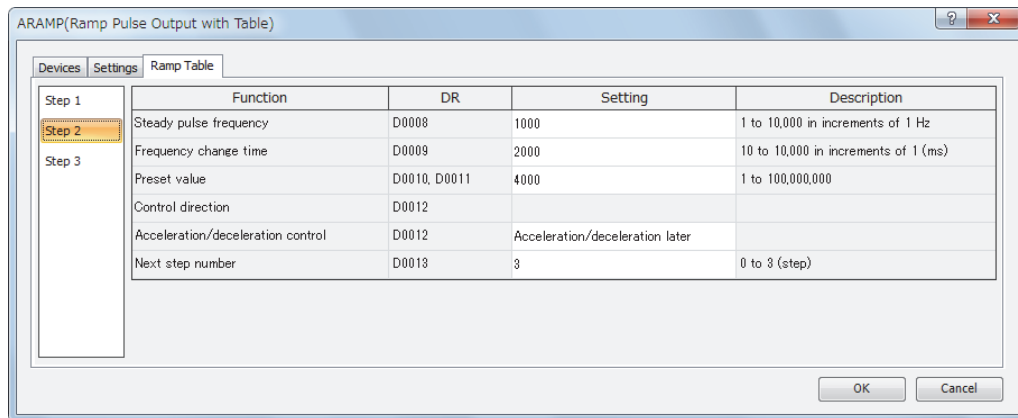 ARAMP(Ramp Pulse Output with Table)
Devices Settings Ramp Table
Step 1
Step 2
Step 3
Function DR Setting Description
Steady pulse frequency D0008 1000 1 to 10,000 in increments of 1 Hz
Frequency change time D0009 2000 10 to 10,000 in increments of 1 (ms)
Preset value D0010, D0011 4000 1 to 100,000,000
Control direction D0012
Acceleration/deceleration control D0012 Acceleration/deceleration later
Next step number D0013 3 0 to 3 (step)
OK Cancel